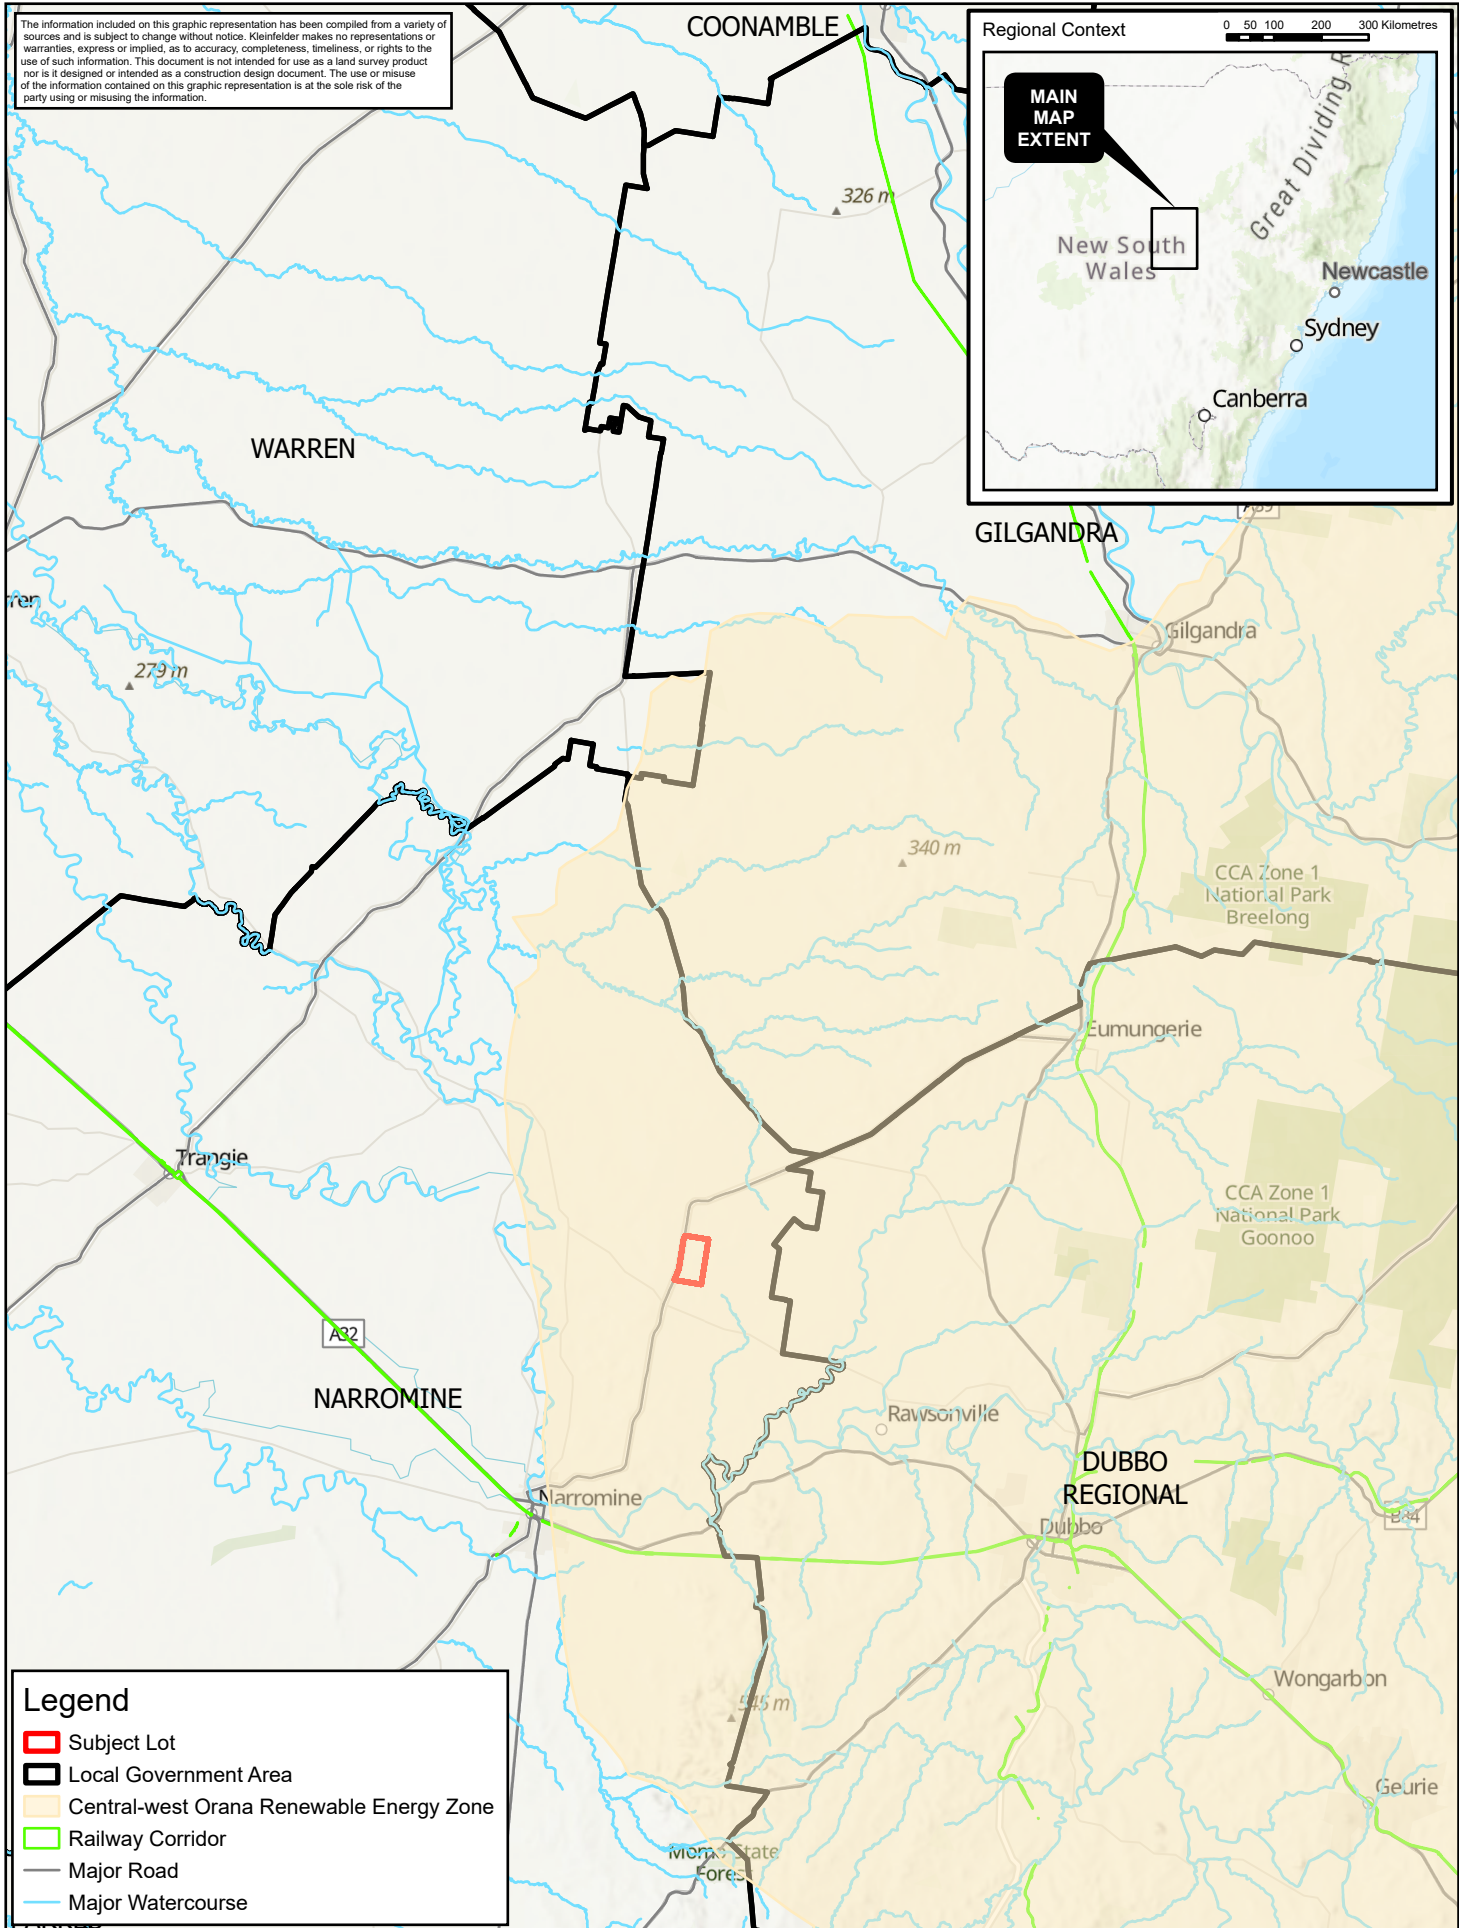 The information included on this graphic representation has been compiled from a variety of
sources and is subject to change without notice. Kleinfelder makes no representations or
warranties, express or implied, as to accuracy, completeness, timeliness, or rights to the
use of such information. This document is not intended for use as a land survey product
nor is it designed or intended as a construction design document. The use or misuse
of the information contained on this graphic representation is at the sole risk of the
party using or misusing the information.
COONAMBLE
Regional Context
0 50 100 200 300 Kilometres
MAIN
MAP
EXTENT
Great Dividing R
New South
Wales
Newcastle
Sydney
Canberra
326 m
WARREN
GILGANDRA
rren
Gilgandra
279 m
340 m
CCA Zone 1
National Park
Breelong
Eumungerie
Trangie
CCA Zone 1
National Park
Goonoo
A32
NARROMINE
Rawsonville
DUBBO
REGIONAL
Narromine
Dubbo
B84
Wongarbon
545 m
Geurie
State
Forest
Legend
Subject Lot
Local Government Area
Central-west Orana Renewable Energy Zone
Railway Corridor
Major Road
Major Watercourse